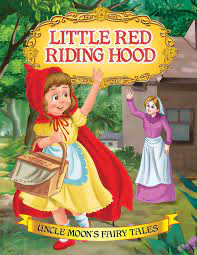 LITTLE RED
RIDING HOOD
UNCLE MOON'S FAIRY TALES